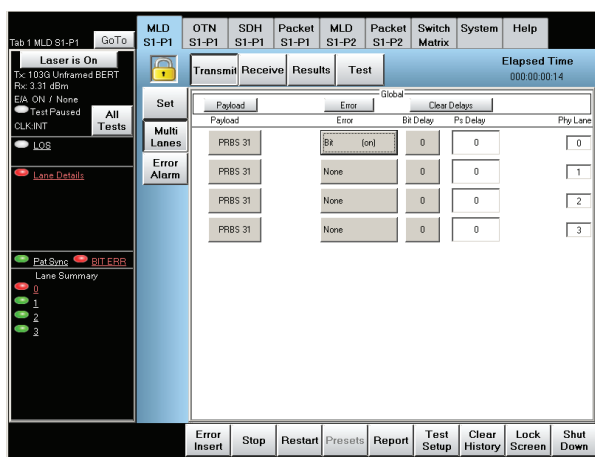 Tab 1 MLD S1-P1 GoTo
MLD S1-P1
OTN S1-P1
SDH S1-P1
Packet S1-P1
MLD S1-P2
Packet S1-P2
Switch Matrix
System
Help
Laser is On
Tx: 103G Unframed BERT
Rx: 3.31 dBm
E/A ON / None
Test Paused
CLK:INT
All Tests
LOS
Lane Details
Pat Sync BIT ERR
Lane Summary
0
1
2
3
Set
Multi Lanes
Error Alarm
Transmit Receive Results Test
Elapsed Time
000:00:00:14
Global
Payload Error Clear Delays
Payload Error Bit Delay Ps Delay Phy Lane
PRBS 31 Bit (on) 0 0 0
PRBS 31 None 0 0 1
PRBS 31 None 0 0 2
PRBS 31 None 0 0 3
Error Insert
Stop
Restart
Presets
Report
Test Setup
Clear History
Lock Screen
Shut Down